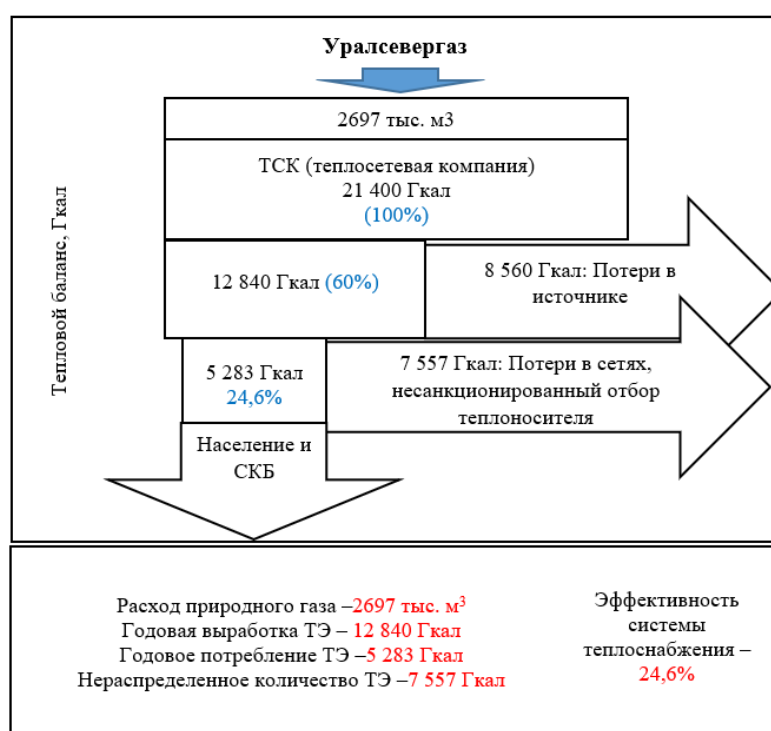 Уралсевергаз
2697 тыс. м3
ТСК (теплосетевая компания)
21 400 Гкал
(100%)
Тепловой баланс, Гкал
12 840 Гкал (60%)
8 560 Гкал: Потери в
источнике
5 283 Гкал
24,6%
7 557 Гкал: Потери в сетях,
несанкционированный отбор
теплоносителя
Население и
СКБ
Расход природного газа –2697 тыс. м³
Годовая выработка ТЭ – 12 840 Гкал
Годовое потребление ТЭ –5 283 Гкал
Нераспределенное количество ТЭ –7 557 Гкал
Эффективность
системы
теплоснабжения –
24,6%